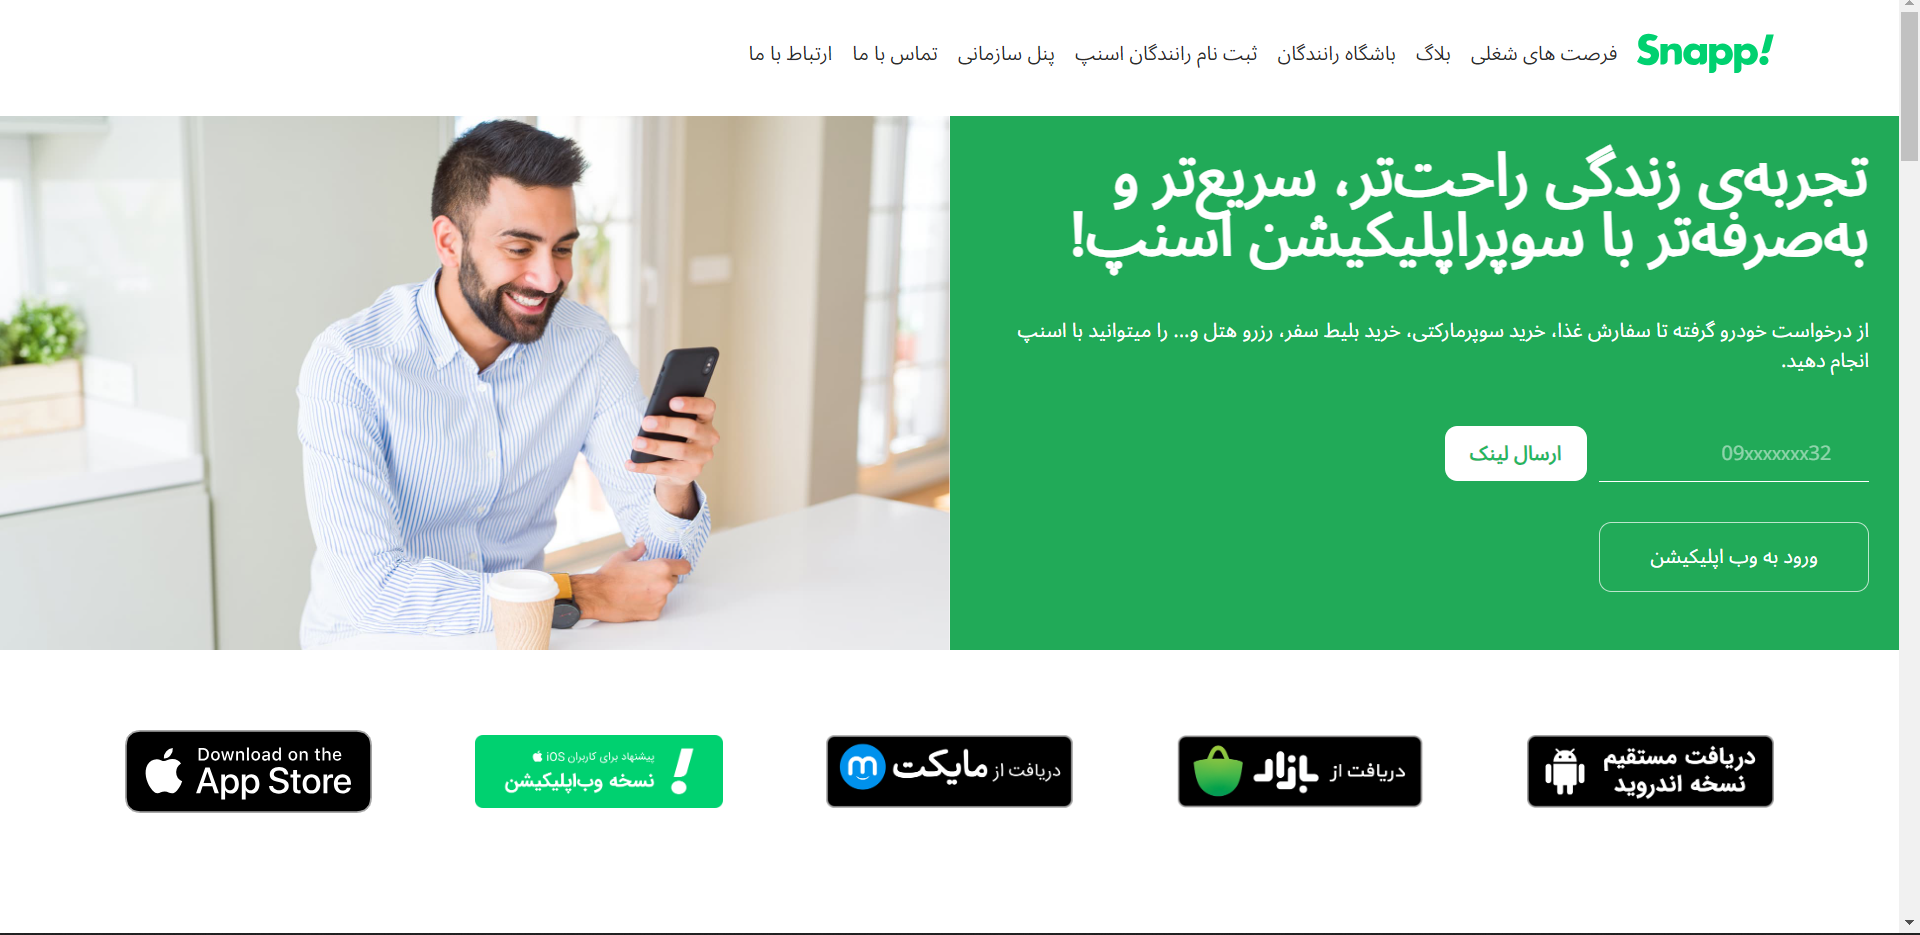 Snapp!
فرصت های شغلی
بلاگ
باشگاه رانندگان
ثبت نام رانندگان اسنپ
پنل سازمانی
تماس با ما
ارتباط با ما
تجربه‌ی زندگی راحت‌تر، سریع‌تر و
به‌صرفه‌تر با سوپراپلیکیشن اسنپ!
از درخواست خودرو گرفته تا سفارش غذا، خرید سوپرمارکتی، خرید بلیط سفر، رزرو هتل و... را میتوانید با اسنپ
انجام دهید.
09xxxxxxx32
ارسال لینک
ورود به وب اپلیکیشن
دریافت مستقیم
نسخه اندروید
دریافت از بازار
دریافت از مایکت
پیشنهاد برای کاربران iOS
نسخه وب‌اپلیکیشن
Download on the
App Store